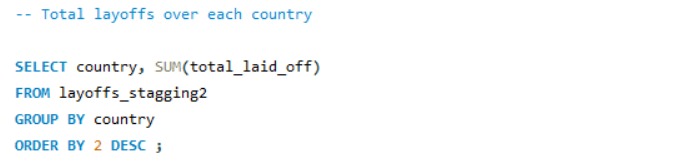 -- Total layoffs over each country
SELECT country, SUM(total_laid_off)
FROM layoffs_stagging2
GROUP BY country
ORDER BY 2 DESC ;